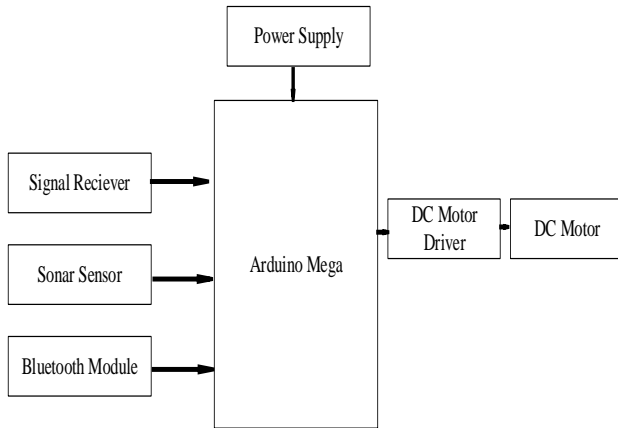 Power Supply
Signal Reciever
Sonar Sensor
Bluetooth Module
Arduino Mega
DC Motor
Driver
DC Motor